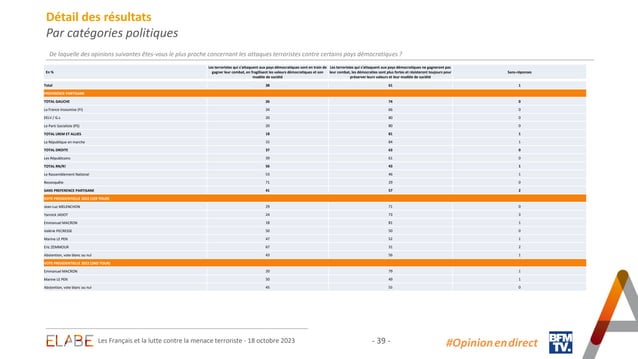 Détail des résultats
Par catégories politiques
De laquelle des opinions suivantes êtes-vous le plus proche concernant les attaques terroristes contre certains pays démocratiques ?
En % Les terroristes qui s'attaquent aux pays démocratiques sont en train de gagner leur combat, en fragilisant les valeurs démocratiques et son modèle de société Les terroristes qui s'attaquent aux pays démocratiques ne gagneront pas leur combat, les démocraties sont plus fortes et résisteront toujours pour préserver leurs valeurs et leur modèle de société Sans réponses
Total 38 61 1
PREFERENCE PARTISANE
TOTAL GAUCHE 26 74 0
La France Insoumise (FI) 34 66 0
EELV / G.s 20 80 0
Le Parti Socialiste (PS) 20 80 0
TOTAL LREM ET ALLIES 18 81 1
La République en marche 15 84 1
TOTAL DROITE 37 63 0
Les Républicains 39 61 0
TOTAL RN/R! 56 43 1
Le Rassemblement National 53 46 1
Reconquête 71 29 0
SANS PREFERENCE PARTISANE 41 57 2
VOTE PRESIDENTIELLE 2022 (1ER TOUR)
Jean-Luc MELENCHON 29 71 0
Yannick JADOT 24 73 3
Emmanuel MACRON 18 81 1
Valérie PECRESSE 50 50 0
Marine LE PEN 47 52 1
Eric ZEMMOUR 67 31 2
Abstention, vote blanc ou nul 43 56 1
VOTE PRESIDENTIELLE 2022 (2ND TOUR)
Emmanuel MACRON 20 79 1
Marine LE PEN 50 49 1
Abstention, vote blanc ou nul 45 55 0
ELABE Les Français et la lutte contre la menace terroriste - 18 octobre 2023 - 39 - #Opinion en direct BFM TV.